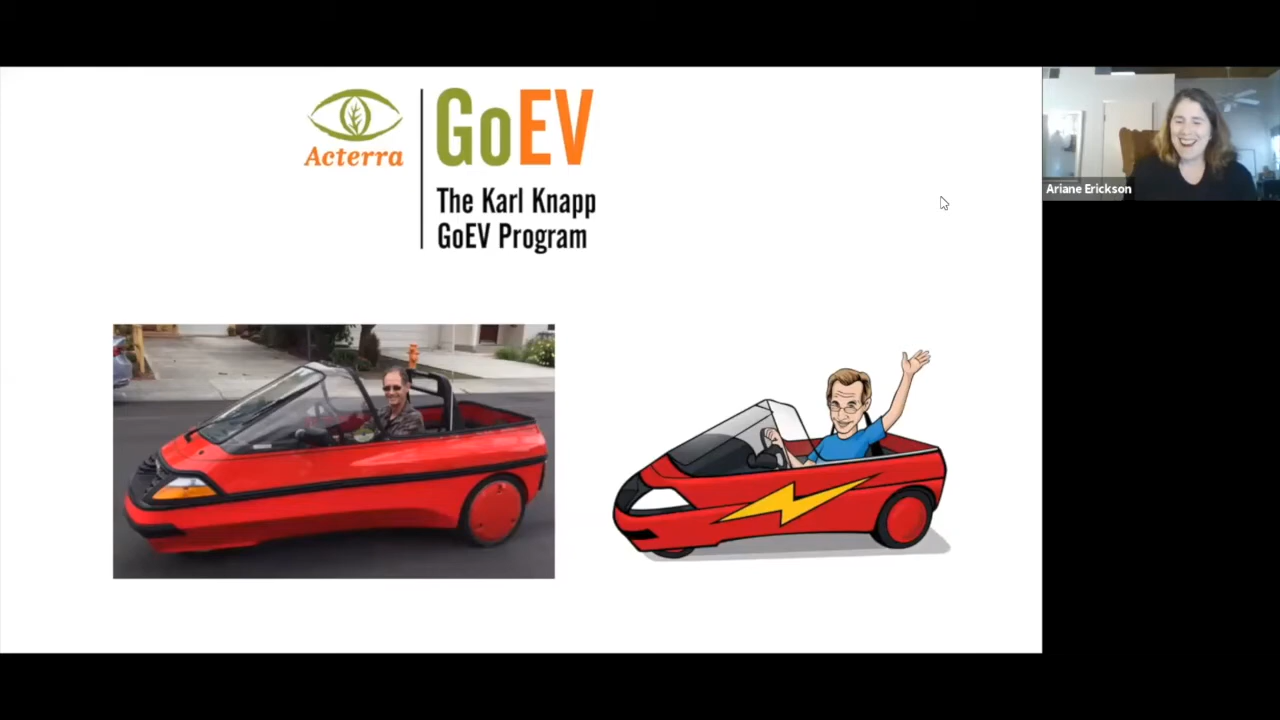 Acterra
GoEV
The Karl Knapp
GoEV Program
Ariane Erickson